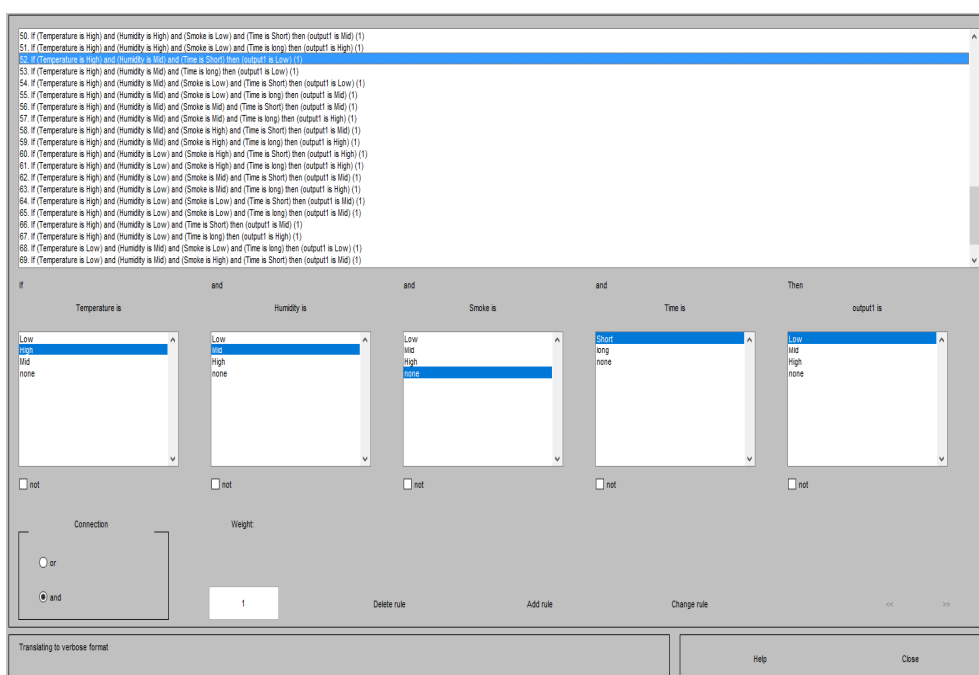 50. If (Temperature is High) and (Humidity is High) and (Smoke is Low) and (Time is Short) then (output1 is Mid) (1)
51. If (Temperature is High) and (Humidity is High) and (Smoke is Low) and (Time is long) then (output1 is High) (1)
52. If (Temperature is High) and (Humidity is Mid) and (Time is Short) then (output1 is Low) (1)
53. If (Temperature is High) and (Humidity is Mid) and (Time is long) then (output1 is Low) (1)
54. If (Temperature is High) and (Humidity is Mid) and (Smoke is Low) and (Time is Short) then (output1 is Low) (1)
55. If (Temperature is High) and (Humidity is Mid) and (Smoke is Low) and (Time is long) then (output1 is Mid) (1)
56. If (Temperature is High) and (Humidity is Mid) and (Smoke is Mid) and (Time is Short) then (output1 is Mid) (1)
57. If (Temperature is High) and (Humidity is Mid) and (Smoke is Mid) and (Time is long) then (output1 is High) (1)
58. If (Temperature is High) and (Humidity is Mid) and (Smoke is High) and (Time is Short) then (output1 is Mid) (1)
59. If (Temperature is High) and (Humidity is Mid) and (Smoke is High) and (Time is long) then (output1 is Mid) (1)
60. If (Temperature is High) and (Humidity is Low) and (Smoke is High) and (Time is Short) then (output1 is High) (1)
61. If (Temperature is High) and (Humidity is Low) and (Smoke is High) and (Time is long) then (output1 is High) (1)
62. If (Temperature is High) and (Humidity is Low) and (Smoke is Mid) and (Time is Short) then (output1 is Mid) (1)
63. If (Temperature is High) and (Humidity is Low) and (Smoke is Mid) and (Time is long) then (output1 is High) (1)
64. If (Temperature is High) and (Humidity is Low) and (Smoke is Low) and (Time is Short) then (output1 is Mid) (1)
65. If (Temperature is High) and (Humidity is Low) and (Smoke is Low) and (Time is long) then (output1 is Mid) (1)
66. If (Temperature is High) and (Humidity is Low) and (Time is Short) then (output1 is Mid) (1)
67. If (Temperature is High) and (Humidity is Low) and (Time is long) then (output1 is High) (1)
68. If (Temperature is Low) and (Humidity is Mid) and (Smoke is Low) and (Time is long) then (output1 is Low) (1)
69. If (Temperature is Low) and (Humidity is Mid) and (Smoke is High) and (Time is Short) then (output1 is Mid) (1)
If and and and Then
Temperature is Humidity is Smoke is Time is output1 is
Low Low Low Short Low
High Mid Mid long Mid
Mid High High none High
none none none none
not not not not not
Connection Weight:
or
and 1 Delete rule Add rule Change rule << >>
Translating to verbose format Help Close